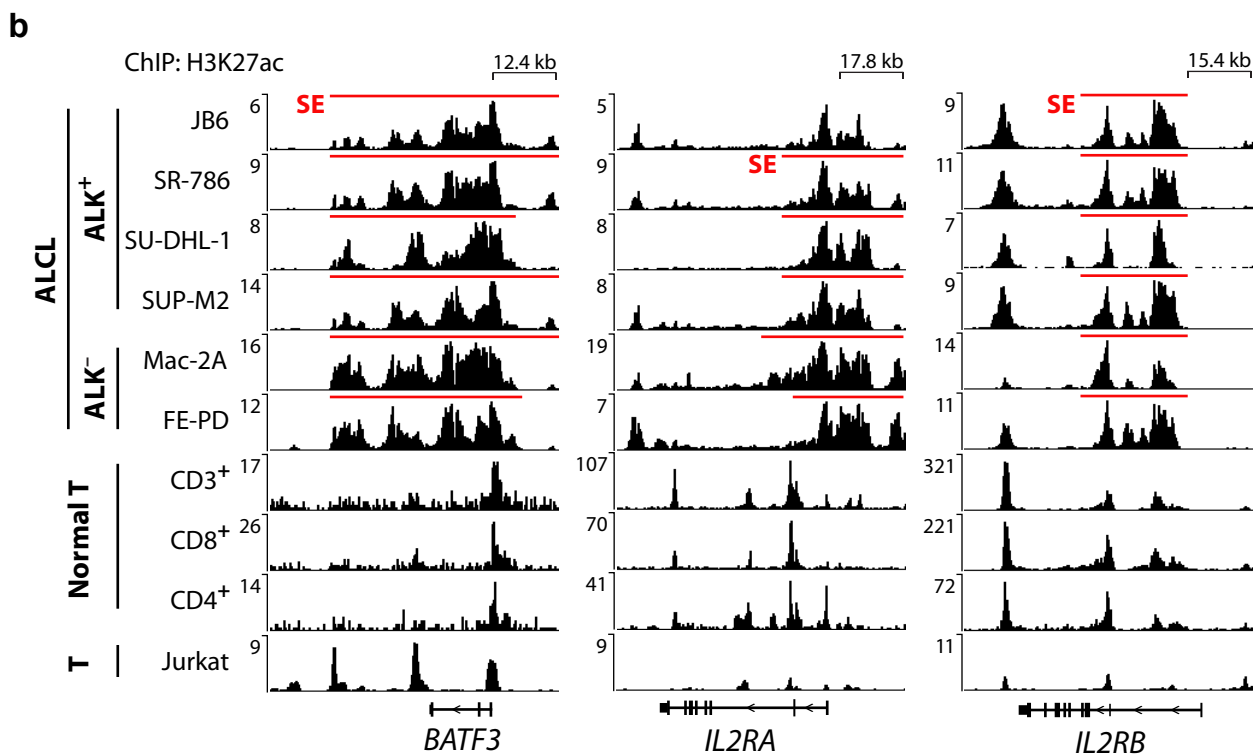 b
ChIP: H3K27ac 12.4 kb 17.8 kb 15.4 kb
ALCL
ALK+
JB6 6 SE 5 9 SE
SR-786 9 9 SE 11
SU-DHL-1 8 8 7
SUP-M2 14 8 9
ALK−
Mac-2A 16 19 14
FE-PD 12 7 11
Normal T
CD3+ 17 107 321
CD8+ 26 70 221
CD4+ 14 41 72
T
Jurkat 9 9 11
BATF3 IL2RA IL2RB